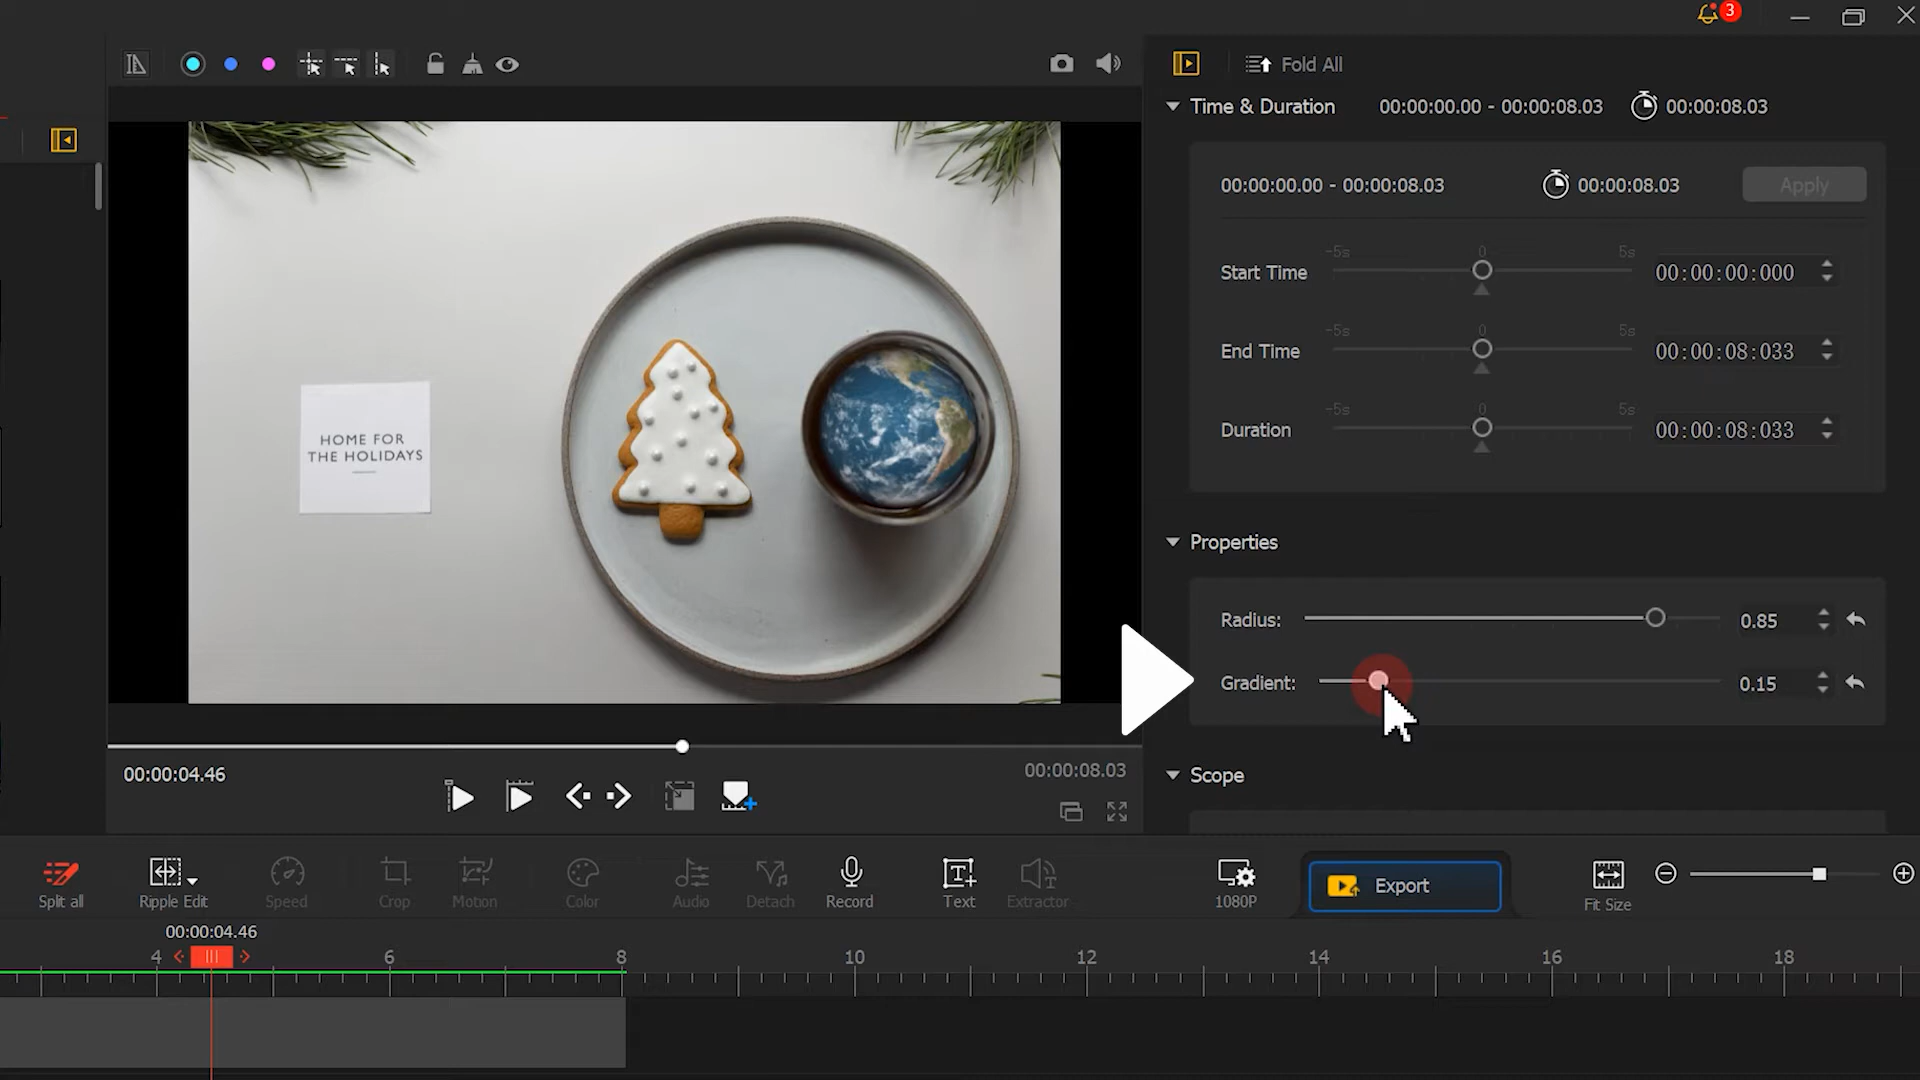 3
Fold All
Time & Duration 00:00:00.00 - 00:00:08.03 00:00:08.03
00:00:00.00 - 00:00:08.03 00:00:08.03 Apply
-5s 0 5s
Start Time 00:00:00:000
-5s 0 5s
End Time 00:00:08:033
-5s 0 5s
Duration 00:00:08:033
HOME FOR
THE HOLIDAYS
Properties
Radius: 0.85
Gradient: 0.15
Scope
00:00:04.46 00:00:08.03
Split all Ripple Edit Speed Crop Motion Color Audio Detach Record Text Extractor 1080P Export Fit Size
00:00:04.46
4 6 8 10 12 14 16 18